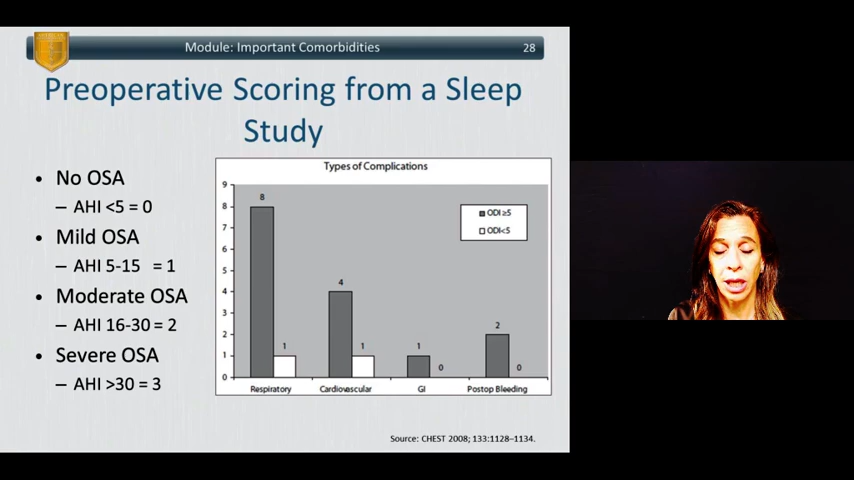 Module: Important Comorbidities
28
Preoperative Scoring from a Sleep
Study
• No OSA
– AHI <5 = 0
• Mild OSA
– AHI 5-15 = 1
• Moderate OSA
– AHI 16-30 = 2
• Severe OSA
– AHI >30 = 3
Types of Complications
9
8
7
6
5
4
3
2
1
0
8
1
4
1
1
0
2
0
ODI ≥5
ODI<5
Respiratory
Cardiovascular
GI
Postop Bleeding
Source: CHEST 2008; 133:1128–1134.